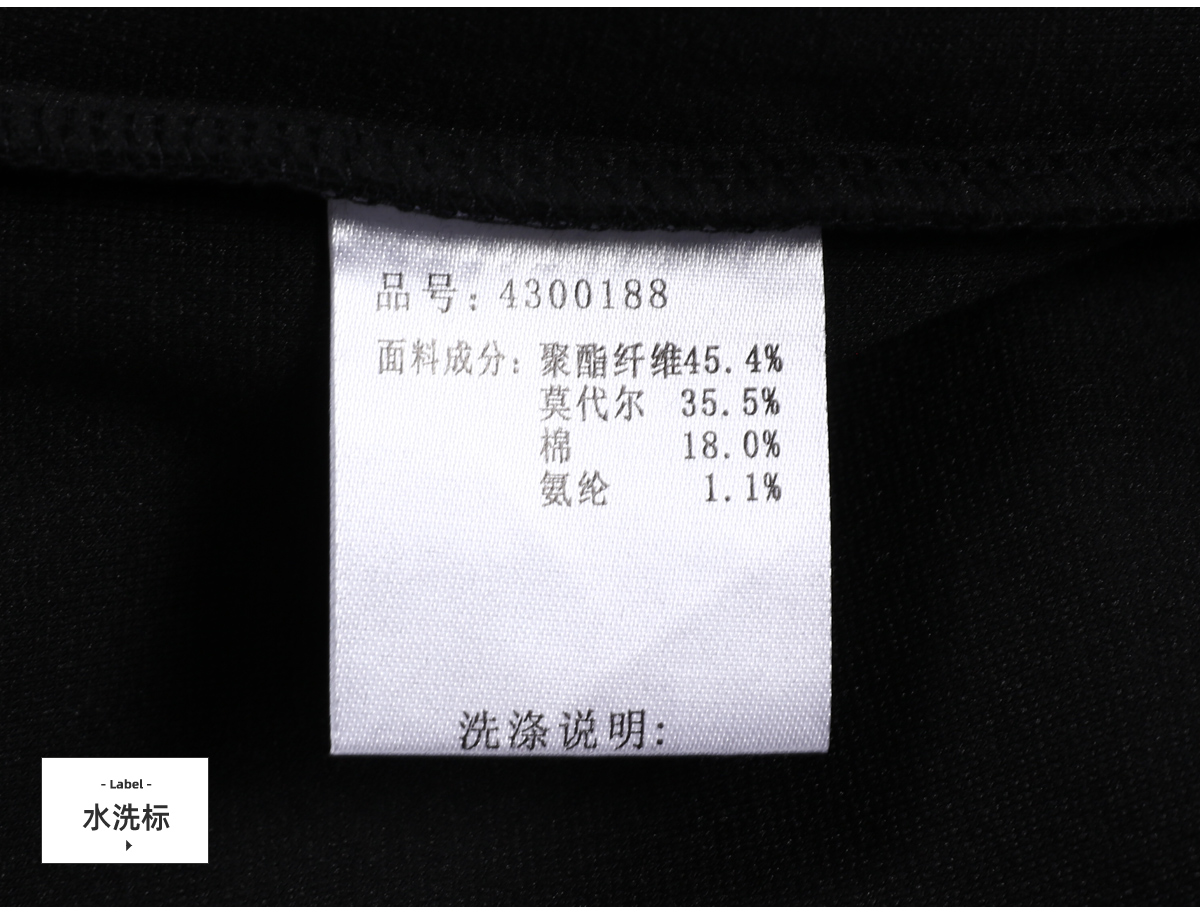 品号：4300188
面料成分：聚酯纤维45.4%
莫代尔 35.5%
棉 18.0%
氨纶 1.1%
洗涤说明：
- Label -
水洗标